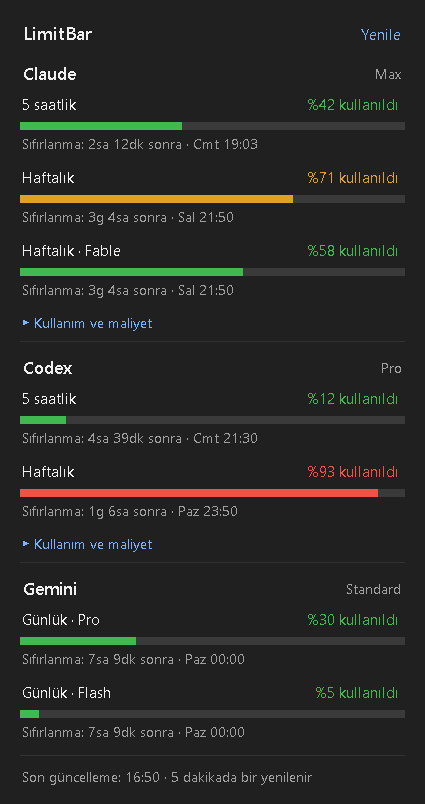 LimitBar Yenile
Claude Max
5 saatlik %42 kullanıldı
Sıfırlanma: 2sa 12dk sonra · Cmt 19:03
Haftalık %71 kullanıldı
Sıfırlanma: 3g 4sa sonra · Sal 21:50
Haftalık · Fable %58 kullanıldı
Sıfırlanma: 3g 4sa sonra · Sal 21:50
▸ Kullanım ve maliyet
Codex Pro
5 saatlik %12 kullanıldı
Sıfırlanma: 4sa 39dk sonra · Cmt 21:30
Haftalık %93 kullanıldı
Sıfırlanma: 1g 6sa sonra · Paz 23:50
▸ Kullanım ve maliyet
Gemini Standard
Günlük · Pro %30 kullanıldı
Sıfırlanma: 7sa 9dk sonra · Paz 00:00
Günlük · Flash %5 kullanıldı
Sıfırlanma: 7sa 9dk sonra · Paz 00:00
Son güncelleme: 16:50 · 5 dakikada bir yenilenir